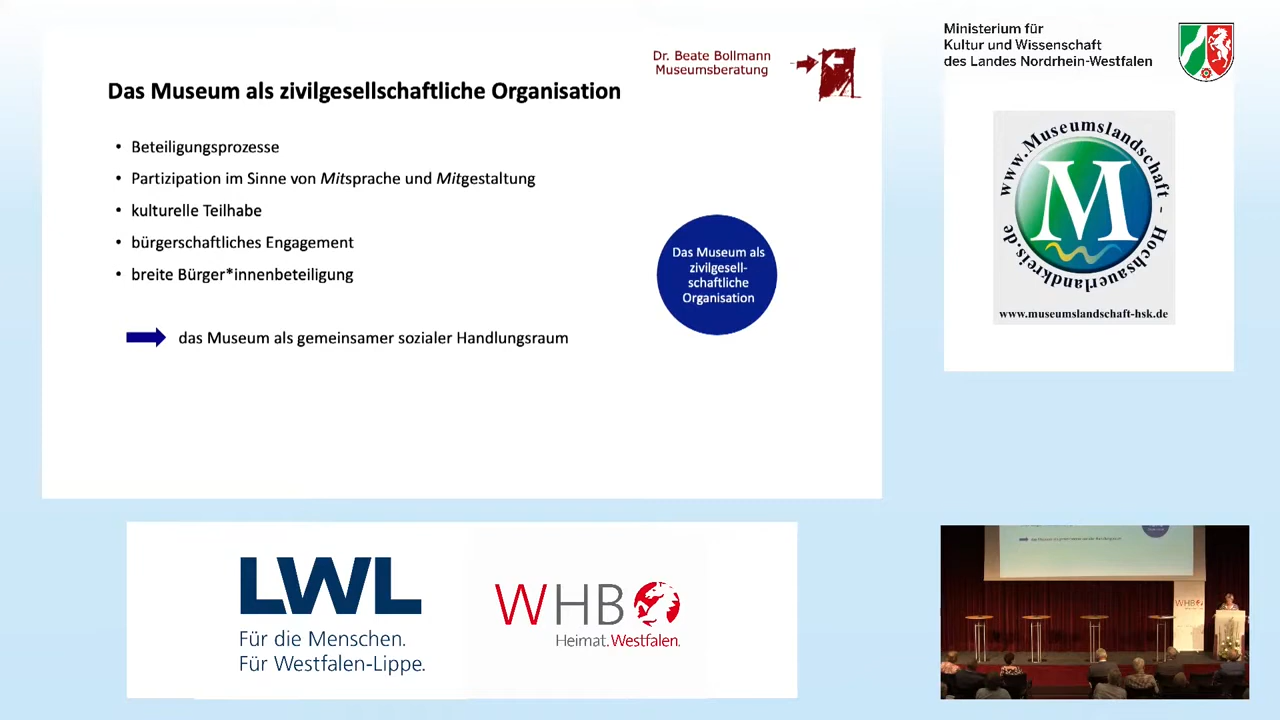 Dr. Beate Bollmann
Museumsberatung
Das Museum als zivilgesellschaftliche Organisation
• Beteiligungsprozesse
• Partizipation im Sinne von Mitsprache und Mitgestaltung
• kulturelle Teilhabe
• bürgerschaftliches Engagement
• breite Bürger*innenbeteiligung
das Museum als gemeinsamer sozialer Handlungsraum
Das Museum als
zivilgesell-
schaftliche
Organisation
Ministerium für
Kultur und Wissenschaft
des Landes Nordrhein-Westfalen
www.Museumslandschaft - Hochsauerlandkreis.de
M
www.museumslandschaft-hsk.de
LWL
Für die Menschen.
Für Westfalen-Lippe.
WHB
Heimat.Westfalen.
WHB